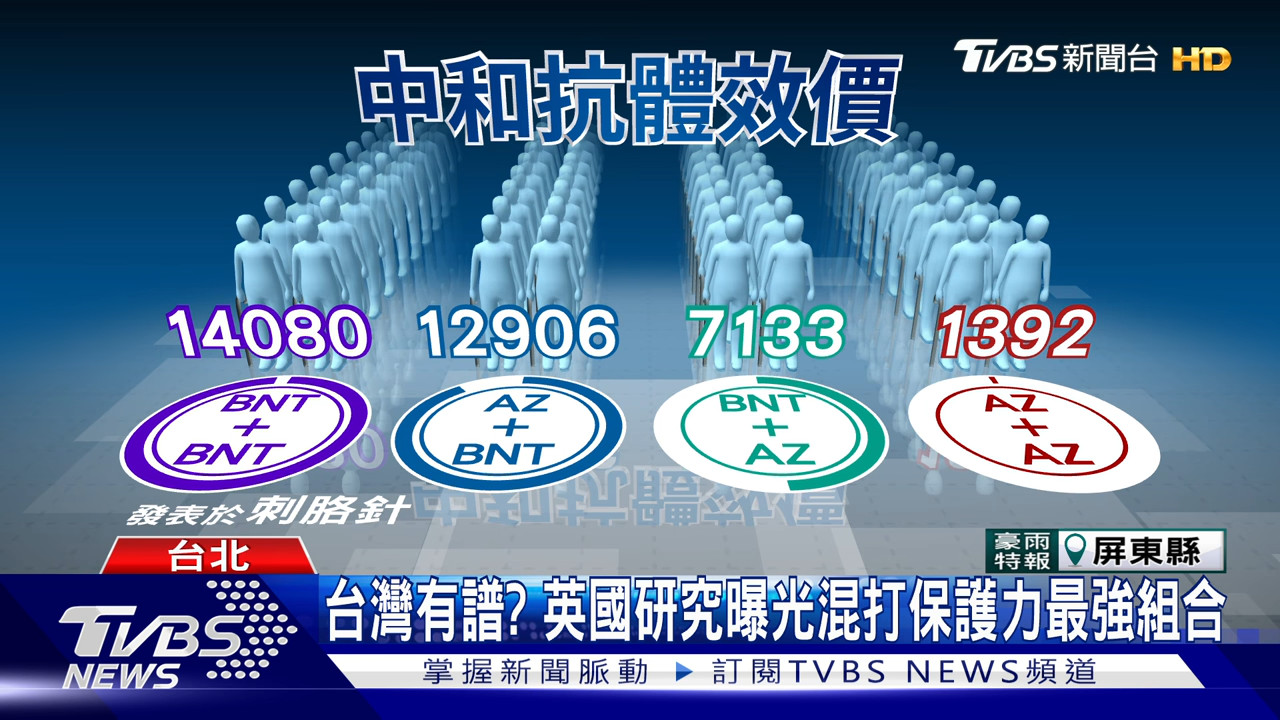 TVBS新聞台 HD
中和抗體效價
14080 12906 7133 1392
BNT + BNT
AZ + BNT
BNT + AZ
AZ + AZ
發表於刺胳針
台北
豪雨特報 屏東縣
台灣有譜? 英國研究曝光混打保護力最強組合
TVBS NEWS
掌握新聞脈動 ▶ 訂閱TVBS NEWS頻道